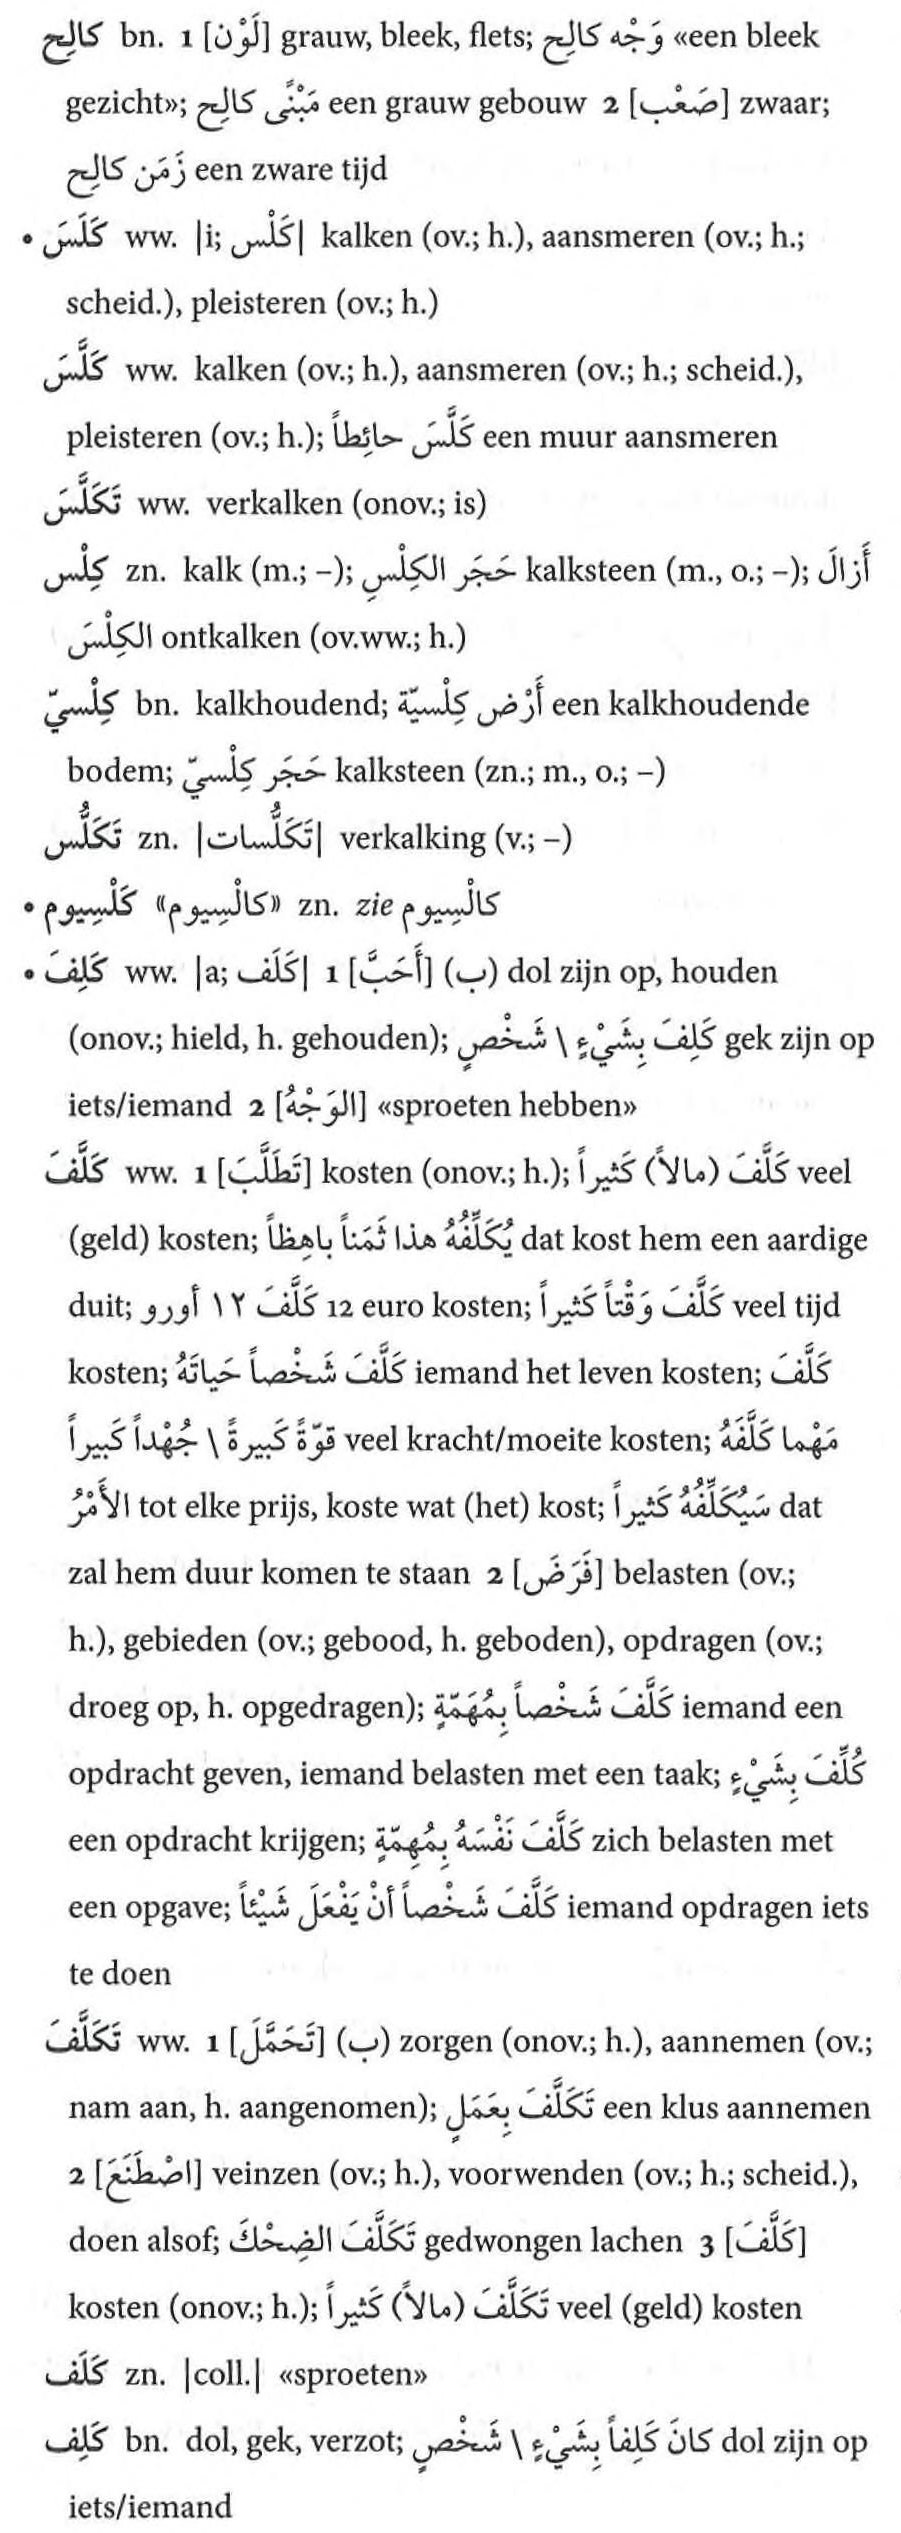 كالِح bn. 1 [لَوْن] grauw, bleek, flets; وَجْه كالِح «een bleek
gezicht»; مَبْنًى كالِح een grauw gebouw 2 [صَعْب] zwaar;
زَمَن كالِح een zware tijd
• كَلَسَ ww. |i; كَلْس| kalken (ov.; h.), aansmeren (ov.; h.;
scheid.), pleisteren (ov.; h.)
كَلَّسَ ww. kalken (ov.; h.), aansmeren (ov.; h.; scheid.),
pleisteren (ov.; h.); كَلَّسَ حائِطاً een muur aansmeren
تَكَلَّسَ ww. verkalken (onov.; is)
كِلْس zn. kalk (m.; –); حَجَر الكِلْسِ kalksteen (m., o.; –); أَزالَ
الكِلْسَ ontkalken (ov.ww.; h.)
كِلْسيّ bn. kalkhoudend; أَرْض كِلْسيّة een kalkhoudende
bodem; حَجَر كِلْسيّ kalksteen (zn.; m., o.; –)
تَكَلُّس zn. |تَكَلُّسات| verkalking (v.; –)
• كَلْسِيوم «كالْسِيوم» zn. zie كالْسِيوم
• كَلِفَ ww. |a; كَلَف| 1 [أَحَبَّ] (ب) dol zijn op, houden
(onov.; hield, h. gehouden); كَلِفَ بِشَيْءٍ \ شَخْصٍ gek zijn op
iets/iemand 2 [الوَجْهُ] «sproeten hebben»
كَلَّفَ ww. 1 [تَطَلَّبَ] kosten (onov.; h.); كَلَّفَ (مالاً) كَثيراً veel
(geld) kosten; يُكَلِّفُهُ هذا ثَمَناً باهِظاً dat kost hem een aardige
duit; كَلَّفَ ١٢ أورو 12 euro kosten; كَلَّفَ وَقْتاً كَثيراً veel tijd
kosten; كَلَّفَ شَخْصاً حَياتَهُ iemand het leven kosten; كَلَّفَ
قوّةً كَبيرةً \ جُهْداً كَبيراً veel kracht/moeite kosten; مَهْما كَلَّفَهُ
الأَمْرُ tot elke prijs, koste wat (het) kost; سَيُكَلِّفُهُ كَثيراً dat
zal hem duur komen te staan 2 [فَرَضَ] belasten (ov.;
h.), gebieden (ov.; gebood, h. geboden), opdragen (ov.;
droeg op, h. opgedragen); كَلَّفَ شَخْصاً بِمُهَمّةٍ iemand een
opdracht geven, iemand belasten met een taak; كُلِّفَ بِشَيْءٍ
een opdracht krijgen; كَلَّفَ نَفْسَهُ بِمُهِمّةٍ zich belasten met
een opgave; كَلَّفَ شَخْصاً أنْ يَفْعَلَ شَيْئاً iemand opdragen iets
te doen
تَكَلَّفَ ww. 1 [تَحَمَّلَ] (ب) zorgen (onov.; h.), aannemen (ov.;
nam aan, h. aangenomen); تَكَلَّفَ بِعَمَلٍ een klus aannemen
2 [اصْطَنَعَ] veinzen (ov.; h.), voorwenden (ov.; h.; scheid.),
doen alsof; تَكَلَّفَ الضِحْكَ gedwongen lachen 3 [كَلَّفَ]
kosten (onov.; h.); تَكَلَّفَ (مالاً) كَثيراً veel (geld) kosten
كَلَف zn. |coll.| «sproeten»
كَلِف bn. dol, gek, verzot; كانَ كَلِفاً بِشَيْءٍ \ شَخْصٍ dol zijn op
iets/iemand